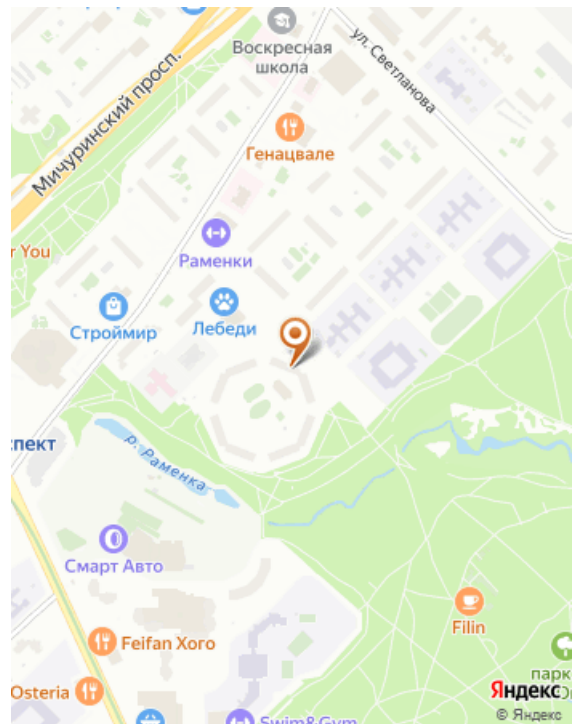 Воскресная
школа
ул. Светланова
Мичуринский просп.
Генацвале
r You
Раменки
Строймир
Лебеди
спект
р. Раменка
Смарт Авто
Filin
Feifan Хого
парк
Osteria
Яндекс
© Яндекс
Swim&Gym